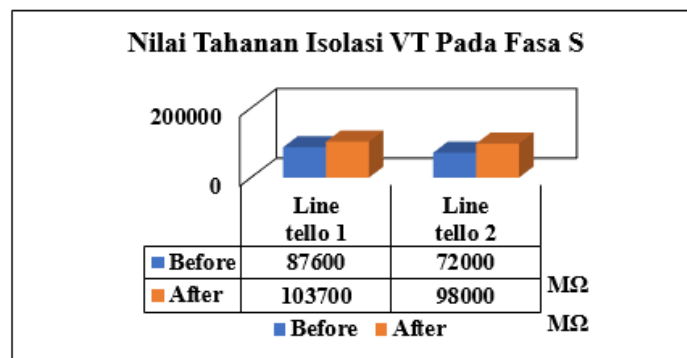 Nilai Tahanan Isolasi VT Pada Fasa S
200000
0
Line tello 1
Line tello 2
Before 87600 72000
After 103700 98000 MΩ
Before After MΩ